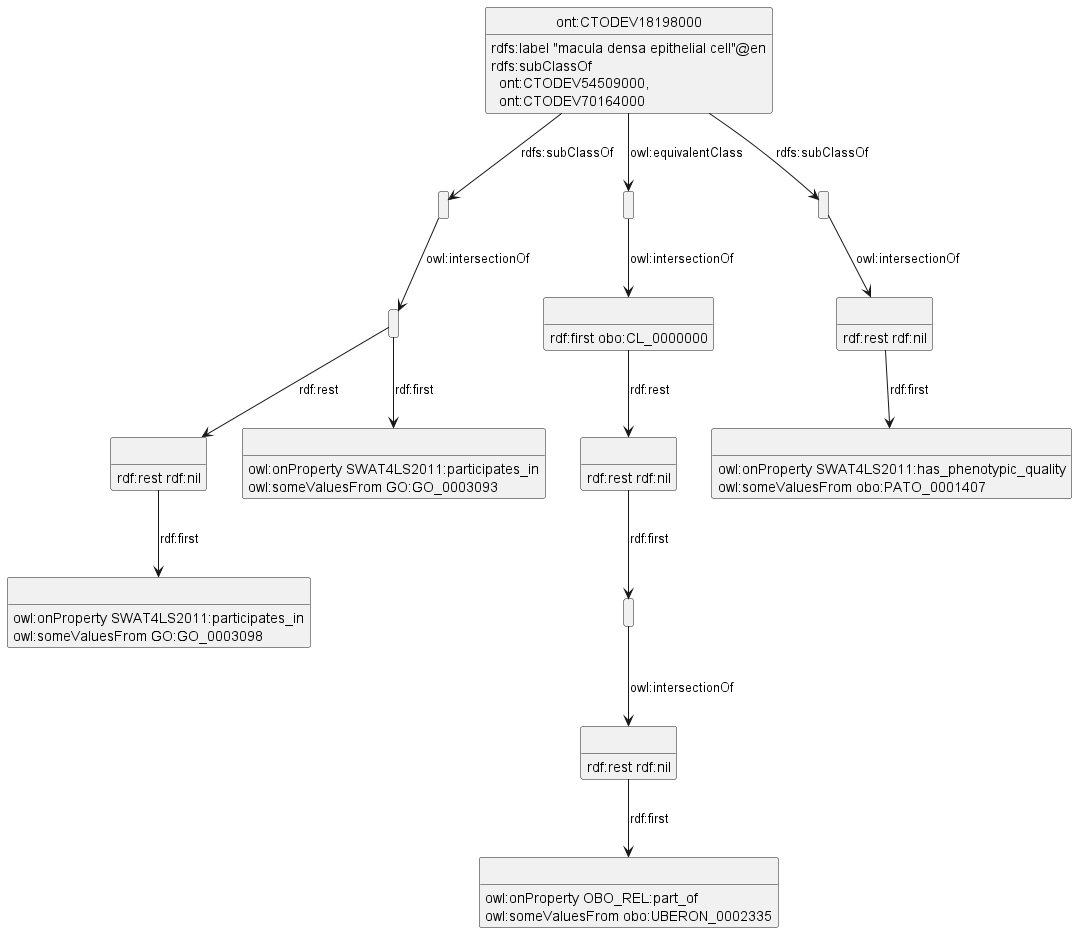 ont:CTODEV18198000
rdfs:label "macula densa epithelial cell"@en
rdfs:subClassOf
ont:CTODEV54509000,
ont:CTODEV70164000
rdfs:subClassOf
owl:equivalentClass
rdfs:subClassOf
owl:intersectionOf
owl:intersectionOf
owl:intersectionOf
rdf:first obo:CL_0000000
rdf:rest rdf:nil
rdf:rest
rdf:first
rdf:rest
rdf:first
rdf:rest rdf:nil
owl:onProperty SWAT4LS2011:participates_in
owl:someValuesFrom GO:GO_0003093
rdf:rest rdf:nil
owl:onProperty SWAT4LS2011:has_phenotypic_quality
owl:someValuesFrom obo:PATO_0001407
rdf:first
rdf:first
owl:onProperty SWAT4LS2011:participates_in
owl:someValuesFrom GO:GO_0003098
owl:intersectionOf
rdf:rest rdf:nil
rdf:first
owl:onProperty OBO_REL:part_of
owl:someValuesFrom obo:UBERON_0002335